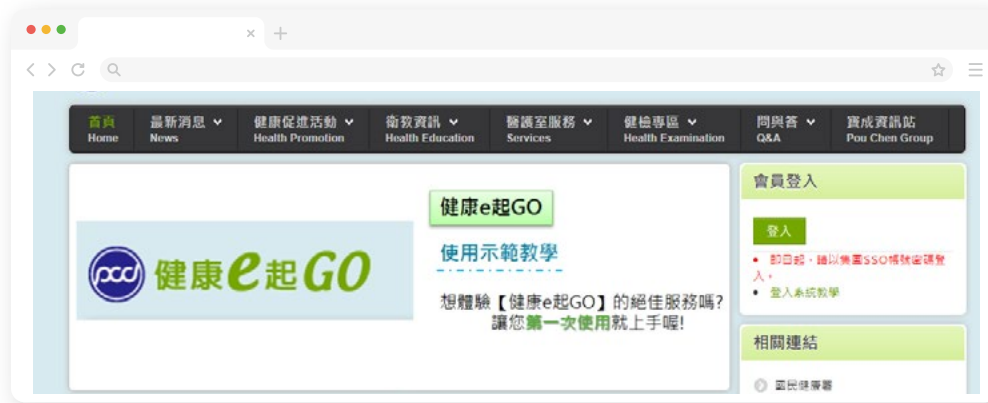 首頁
Home
最新消息
News
健康促進活動
Health Promotion
衛教資訊
Health Education
醫護室服務
Services
健檢專區
Health Examination
問與答
Q&A
寶成資訊站
Pou Chen Group
pcc 健康e起GO
健康e起GO
使用示範教學
想體驗【健康e起GO】的絕佳服務嗎?
讓您第一次使用就上手喔!
會員登入
登入
即日起，請以集團SSO帳號密碼登
入。
登入系統教學
相關連結
國民健康署